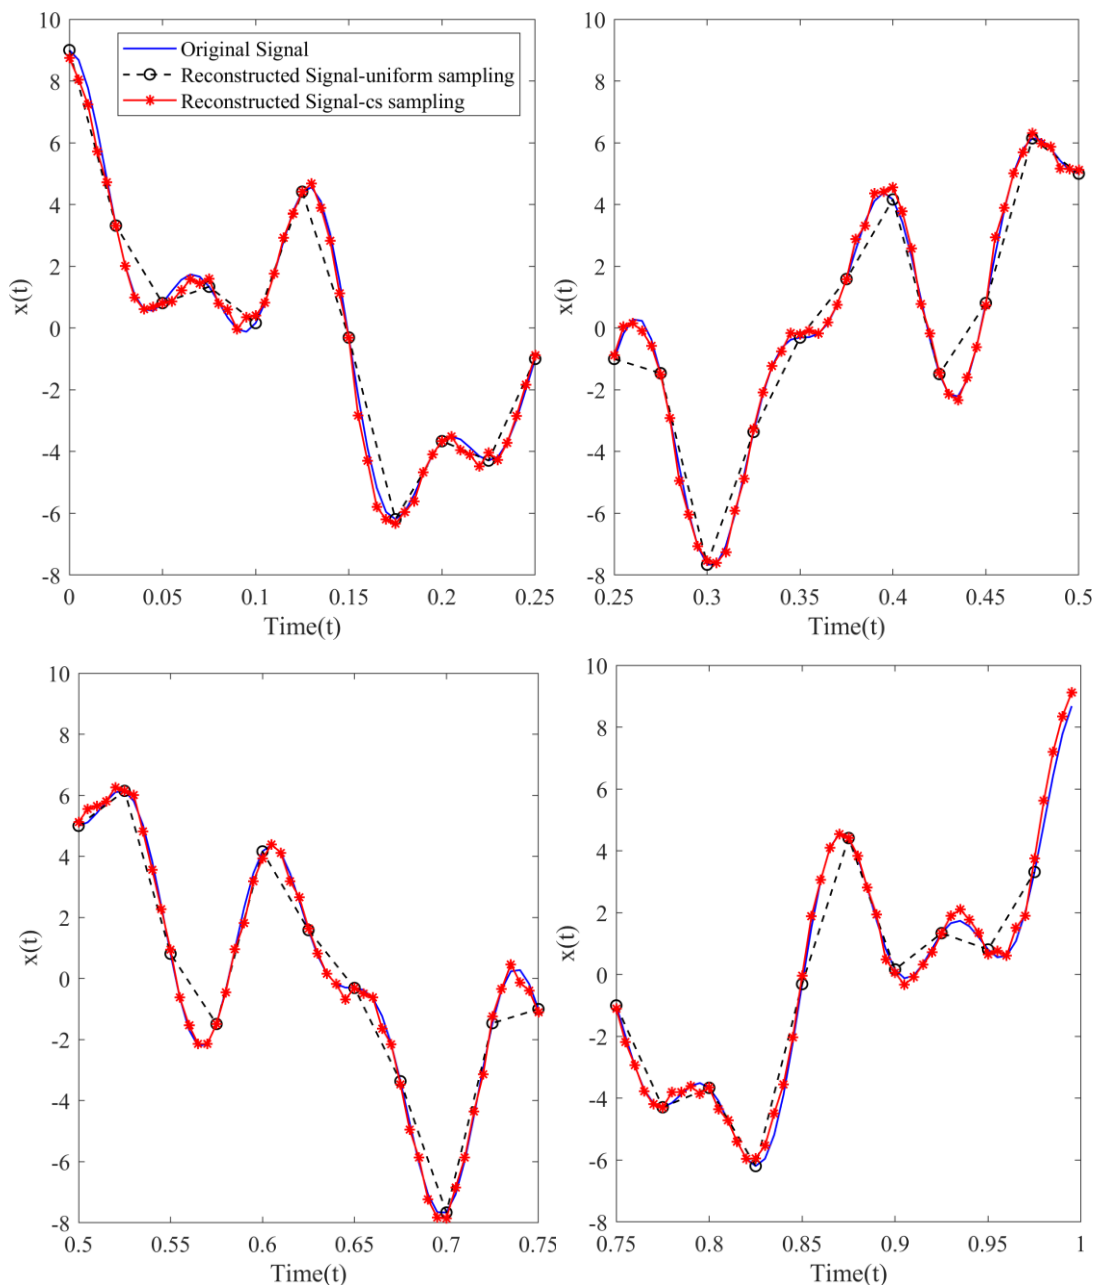 10
8
6
4
2
0
-2
-4
-6
-8
x(t)
Original Signal
Reconstructed Signal-uniform sampling
Reconstructed Signal-cs sampling
0 0.05 0.1 0.15 0.2 0.25
Time(t)
10
8
6
4
2
0
-2
-4
-6
-8
x(t)
0.25 0.3 0.35 0.4 0.45 0.5
Time(t)
10
8
6
4
2
0
-2
-4
-6
-8
x(t)
0.5 0.55 0.6 0.65 0.7 0.75
Time(t)
10
8
6
4
2
0
-2
-4
-6
-8
x(t)
0.75 0.8 0.85 0.9 0.95 1
Time(t)